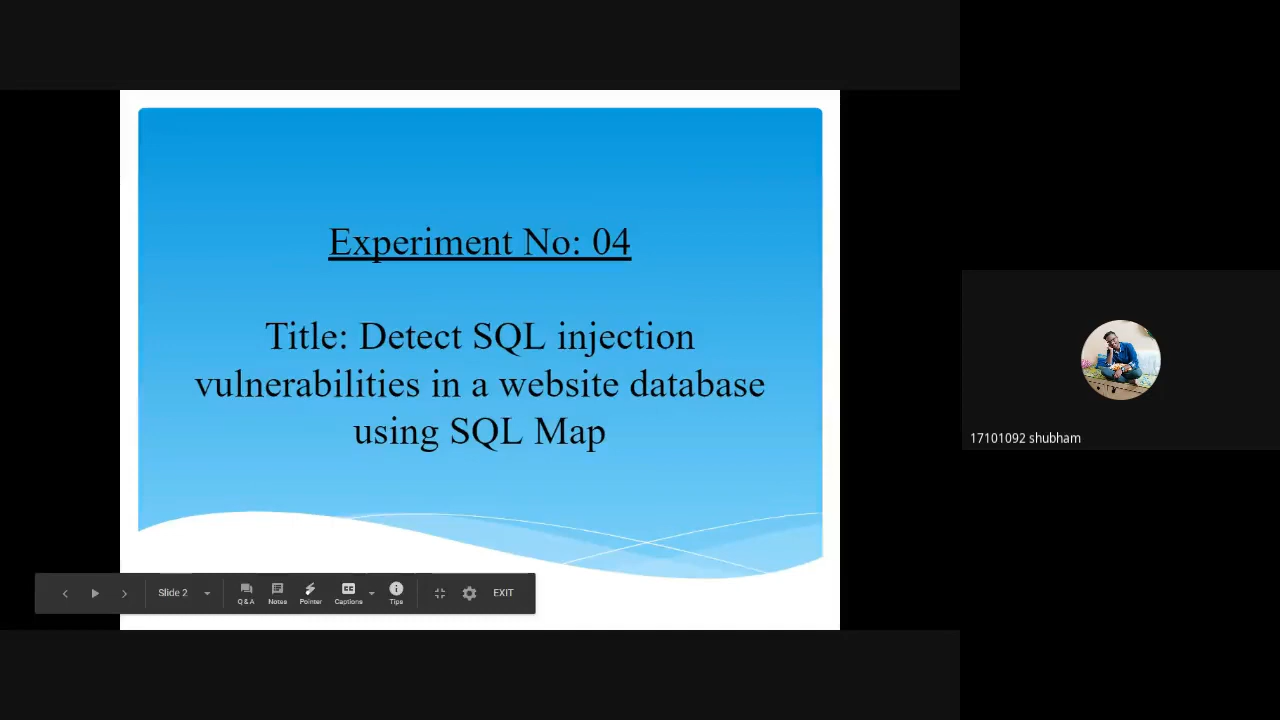 Experiment No: 04
Title: Detect SQL injection
vulnerabilities in a website database
using SQL Map
17101092 shubham
Slide 2
Q & A
Notes
Pointer
CC
Captions
Tips
EXIT